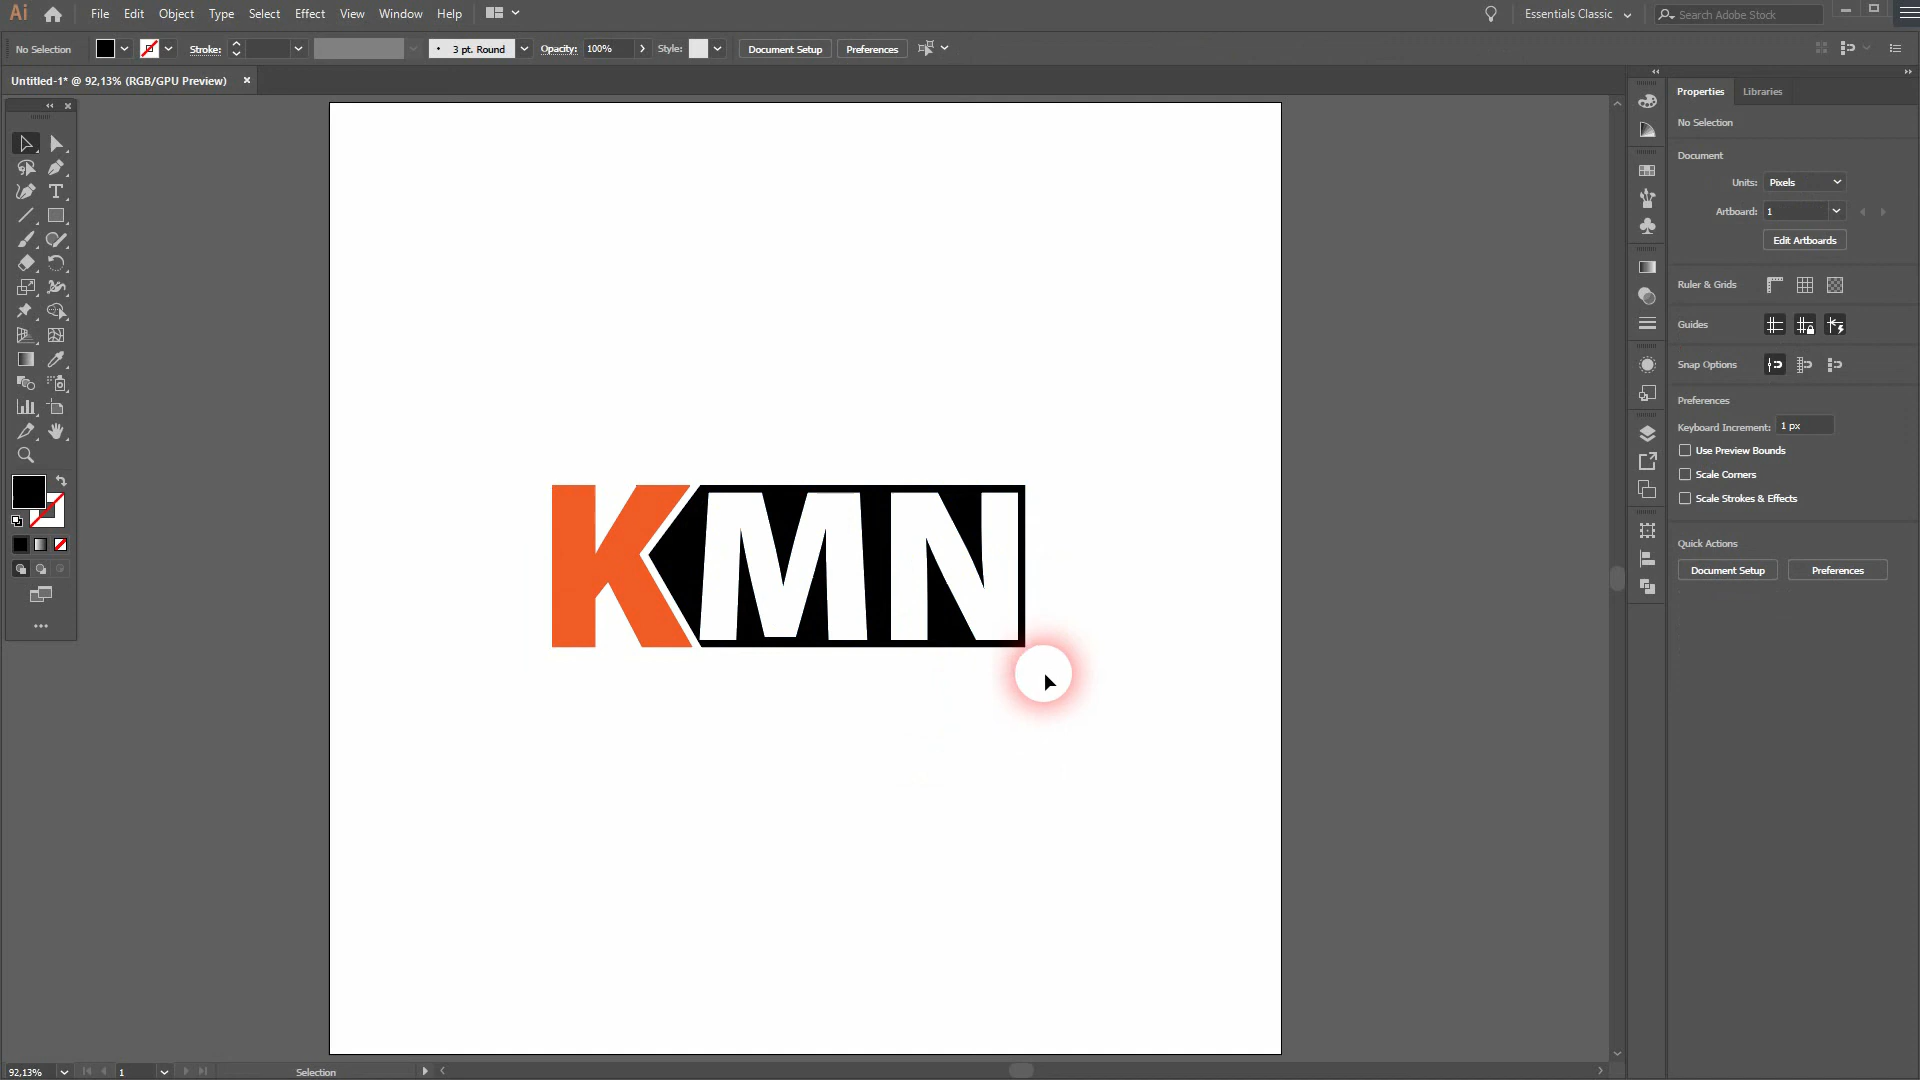 Ai File Edit Object Type Select Effect View Window Help Essentials Classic Search Adobe Stock
No Selection Stroke: 3 pt. Round Opacity: 100% Style: Document Setup Preferences
Untitled-1* @ 92,13% (RGB/GPU Preview)
Properties Libraries
No Selection
Document
Units: Pixels
Artboard: 1
Edit Artboards
Ruler & Grids
Guides
Snap Options
Preferences
Keyboard Increment: 1 px
Use Preview Bounds
Scale Corners
Scale Strokes & Effects
Quick Actions
Document Setup Preferences
KMN
92,13% 1 Selection